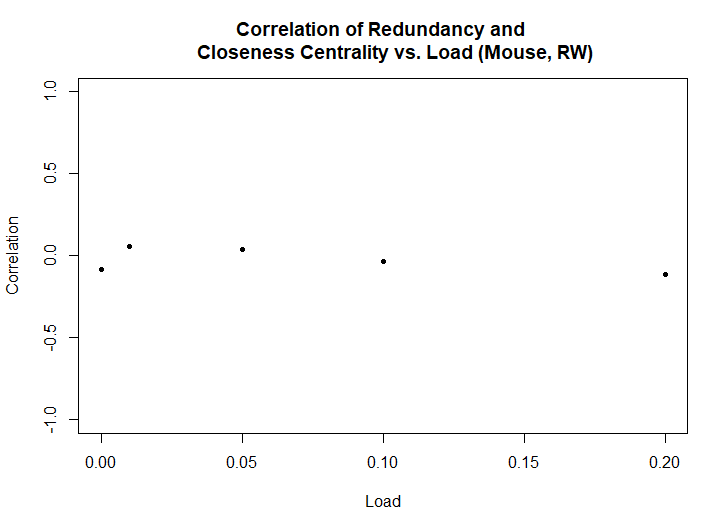 Correlation of Redundancy and
Closeness Centrality vs. Load (Mouse, RW)
1.0
0.5
0.0
-0.5
-1.0
Correlation
0.00 0.05 0.10 0.15 0.20
Load